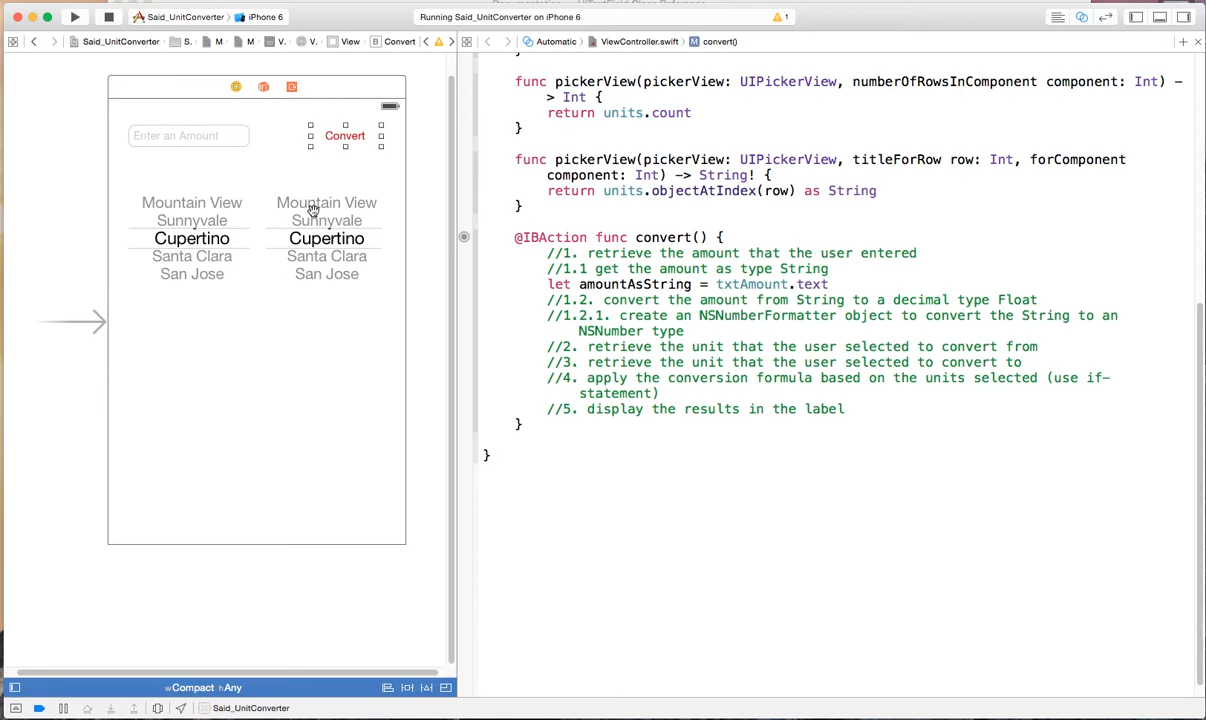 Said_UnitConverter
iPhone 6
Running Said_UnitConverter on iPhone 6
1
Said_UnitConverter
S.
M
M
V.
V.
View
B
Convert
Automatic
ViewController.swift
M
convert()
Enter an Amount
Convert
Mountain View
Sunnyvale
Cupertino
Santa Clara
San Jose
Mountain View
Sunnyvale
Cupertino
Santa Clara
San Jose
func pickerView(pickerView: UIPickerView, numberOfRowsInComponent component: Int) -
> Int {
return units.count
}
func pickerView(pickerView: UIPickerView, titleForRow row: Int, forComponent
component: Int) -> String! {
return units.objectAtIndex(row) as String
}
@IBAction func convert() {
//1. retrieve the amount that the user entered
//1.1 get the amount as type String
let amountAsString = txtAmount.text
//1.2. convert the amount from String to a decimal type Float
//1.2.1. create an NSNumberFormatter object to convert the String to an
NSNumber type
//2. retrieve the unit that the user selected to convert from
//3. retrieve the unit that the user selected to convert to
//4. apply the conversion formula based on the units selected (use if-
statement)
//5. display the results in the label
}
}
wCompact hAny
Said_UnitConverter